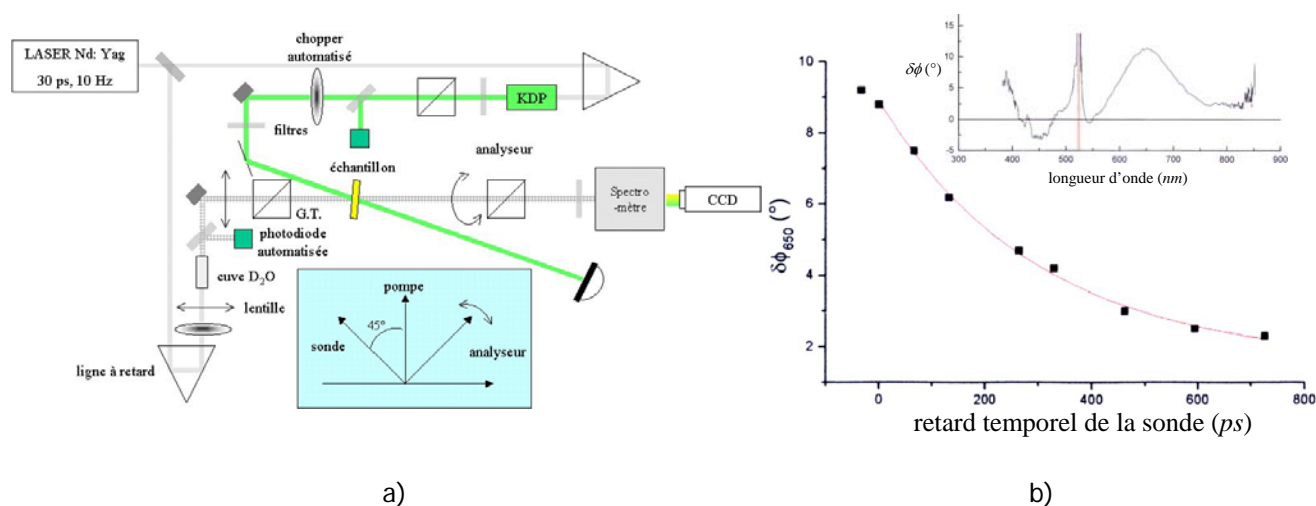 LASER Nd: Yag
30 ps, 10 Hz
chopper
automatisé
KDP
filtres
échantillon
analyseur
G.T.
photodiode
automatisée
Spectro
-mètre
CCD
cuve D₂O
lentille
ligne à retard
pompe
45°
sonde
analyseur
a)
15
10
5
0
-5
δϕ (°)
300 400 500 600 700 800 900
longueur d'onde (nm)
10
8
6
4
2
δϕ₆₅₀ (°)
0 200 400 600 800
retard temporel de la sonde (ps)
b)